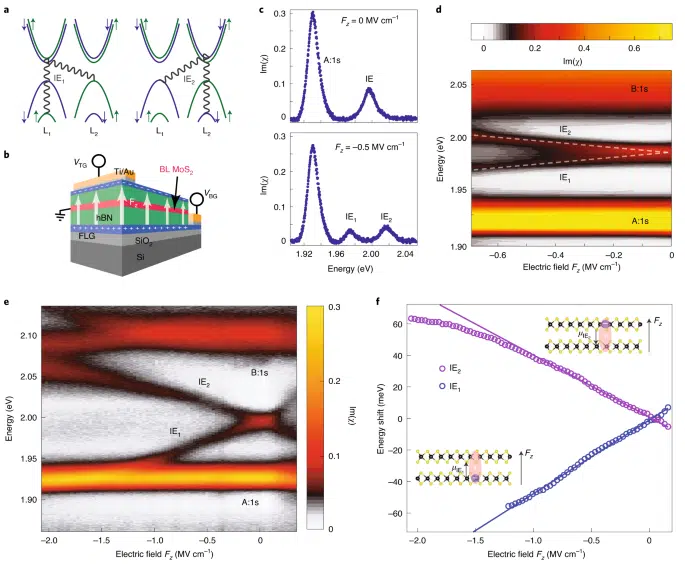 a
IE1
IE2
L1
L2
L1
L2
b
VTG
Ti/Au
BL MoS2
VBG
Fz
hBN
FLG
SiO2
Si
c
0.3
0.2
0.1
0
Im(χ)
Fz = 0 MV cm−1
A:1s
IE
0.3
0.2
0.1
0
Im(χ)
Fz = −0.5 MV cm−1
IE1
IE2
1.92
1.96
2.00
2.04
Energy (eV)
d
0
0.2
0.4
0.6
Im(χ)
2.05
2.00
1.95
1.90
Energy (eV)
B:1s
IE2
IE1
A:1s
−0.6
−0.4
−0.2
0
Electric field Fz (MV cm−1)
e
2.10
2.05
2.00
1.95
1.90
Energy (eV)
B:1s
IE2
IE1
A:1s
−2.0
−1.5
−1.0
−0.5
0
Electric field Fz (MV cm−1)
0.3
0.2
0.1
0
Im(χ)
f
60
40
20
0
−20
−40
−60
Energy shift (meV)
IE2
IE1
μIE2
Fz
μIE1
Fz
−2.0
−1.5
−1.0
−0.5
0
Electric field Fz (MV cm−1)